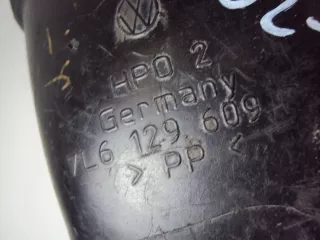 HPO 2
Germany
7L6 129 609
> PP <